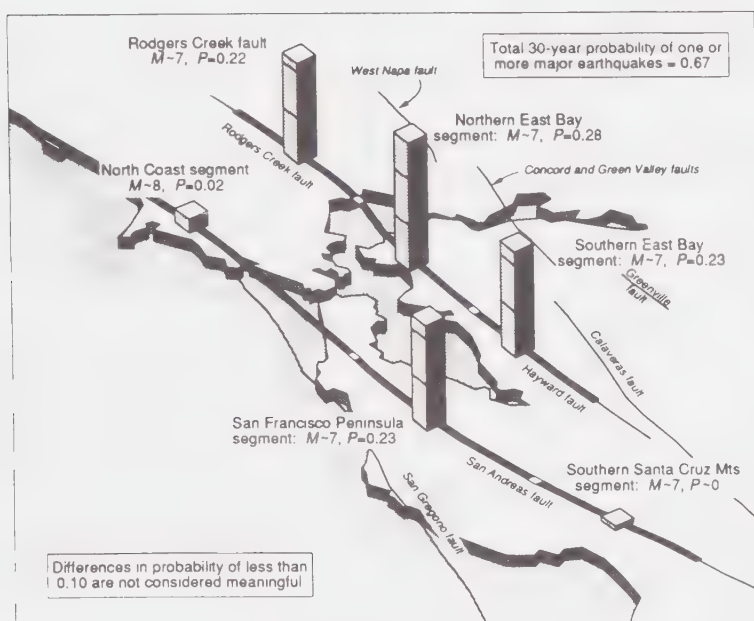 Rodgers Creek fault
M~7, P=0.22
Total 30-year probability of one or
more major earthquakes = 0.67
West Napa fault
Northern East Bay
segment: M~7, P=0.28
Rodgers Creek fault
Concord and Green Valley faults
North Coast segment
M~8, P=0.02
Southern East Bay
segment: M~7, P=0.23
Greenville
fault
Calaveras fault
Hayward fault
San Francisco Peninsula
segment: M~7, P=0.23
San Andreas fault
Southern Santa Cruz Mts
segment: M~7, P~0
San Gregorio fault
Differences in probability of less than
0.10 are not considered meaningful